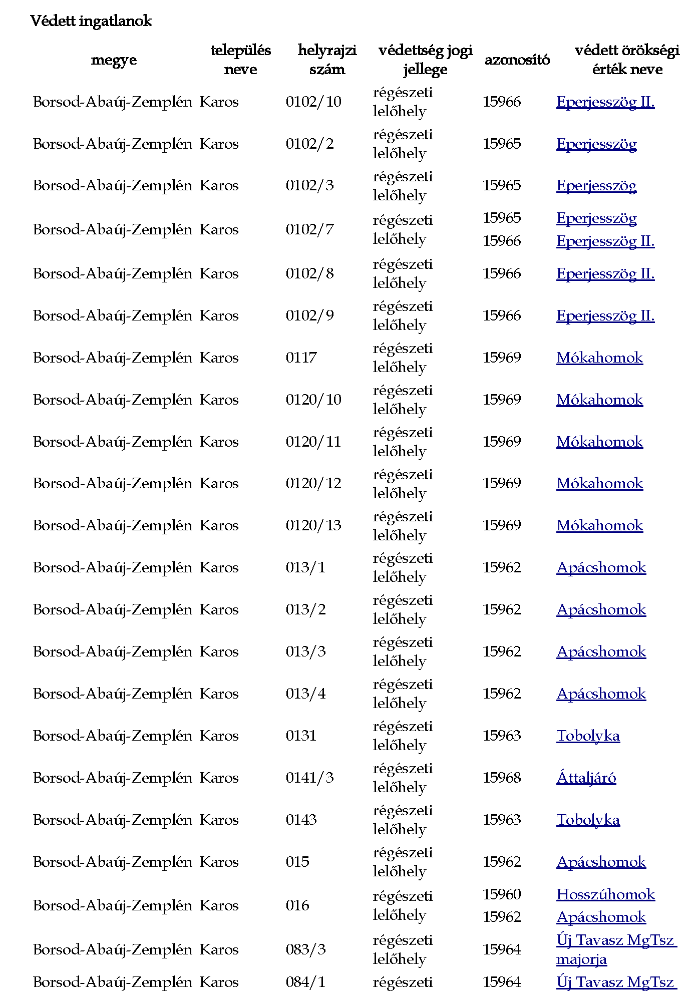 Védett ingatlanok
megye település neve helyrajzi szám védettség jogi jellege azonosító védett örökségi érték neve
Borsod-Abaúj-Zemplén Karos 0102/10 régészeti lelőhely 15966 Eperjesszög II.
Borsod-Abaúj-Zemplén Karos 0102/2 régészeti lelőhely 15965 Eperjesszög
Borsod-Abaúj-Zemplén Karos 0102/3 régészeti lelőhely 15965 Eperjesszög
Borsod-Abaúj-Zemplén Karos 0102/7 régészeti lelőhely 15965 Eperjesszög
15966 Eperjesszög II.
Borsod-Abaúj-Zemplén Karos 0102/8 régészeti lelőhely 15966 Eperjesszög II.
Borsod-Abaúj-Zemplén Karos 0102/9 régészeti lelőhely 15966 Eperjesszög II.
Borsod-Abaúj-Zemplén Karos 0117 régészeti lelőhely 15969 Mókahomok
Borsod-Abaúj-Zemplén Karos 0120/10 régészeti lelőhely 15969 Mókahomok
Borsod-Abaúj-Zemplén Karos 0120/11 régészeti lelőhely 15969 Mókahomok
Borsod-Abaúj-Zemplén Karos 0120/12 régészeti lelőhely 15969 Mókahomok
Borsod-Abaúj-Zemplén Karos 0120/13 régészeti lelőhely 15969 Mókahomok
Borsod-Abaúj-Zemplén Karos 013/1 régészeti lelőhely 15962 Apácshomok
Borsod-Abaúj-Zemplén Karos 013/2 régészeti lelőhely 15962 Apácshomok
Borsod-Abaúj-Zemplén Karos 013/3 régészeti lelőhely 15962 Apácshomok
Borsod-Abaúj-Zemplén Karos 013/4 régészeti lelőhely 15962 Apácshomok
Borsod-Abaúj-Zemplén Karos 0131 régészeti lelőhely 15963 Tobolyka
Borsod-Abaúj-Zemplén Karos 0141/3 régészeti lelőhely 15968 Áttaljáró
Borsod-Abaúj-Zemplén Karos 0143 régészeti lelőhely 15963 Tobolyka
Borsod-Abaúj-Zemplén Karos 015 régészeti lelőhely 15962 Apácshomok
Borsod-Abaúj-Zemplén Karos 016 régészeti lelőhely 15960 Hosszúhomok
15962 Apácshomok
Borsod-Abaúj-Zemplén Karos 083/3 régészeti lelőhely 15964 Új Tavasz MgTsz majorja
Borsod-Abaúj-Zemplén Karos 084/1 régészeti 15964 Új Tavasz MgTsz